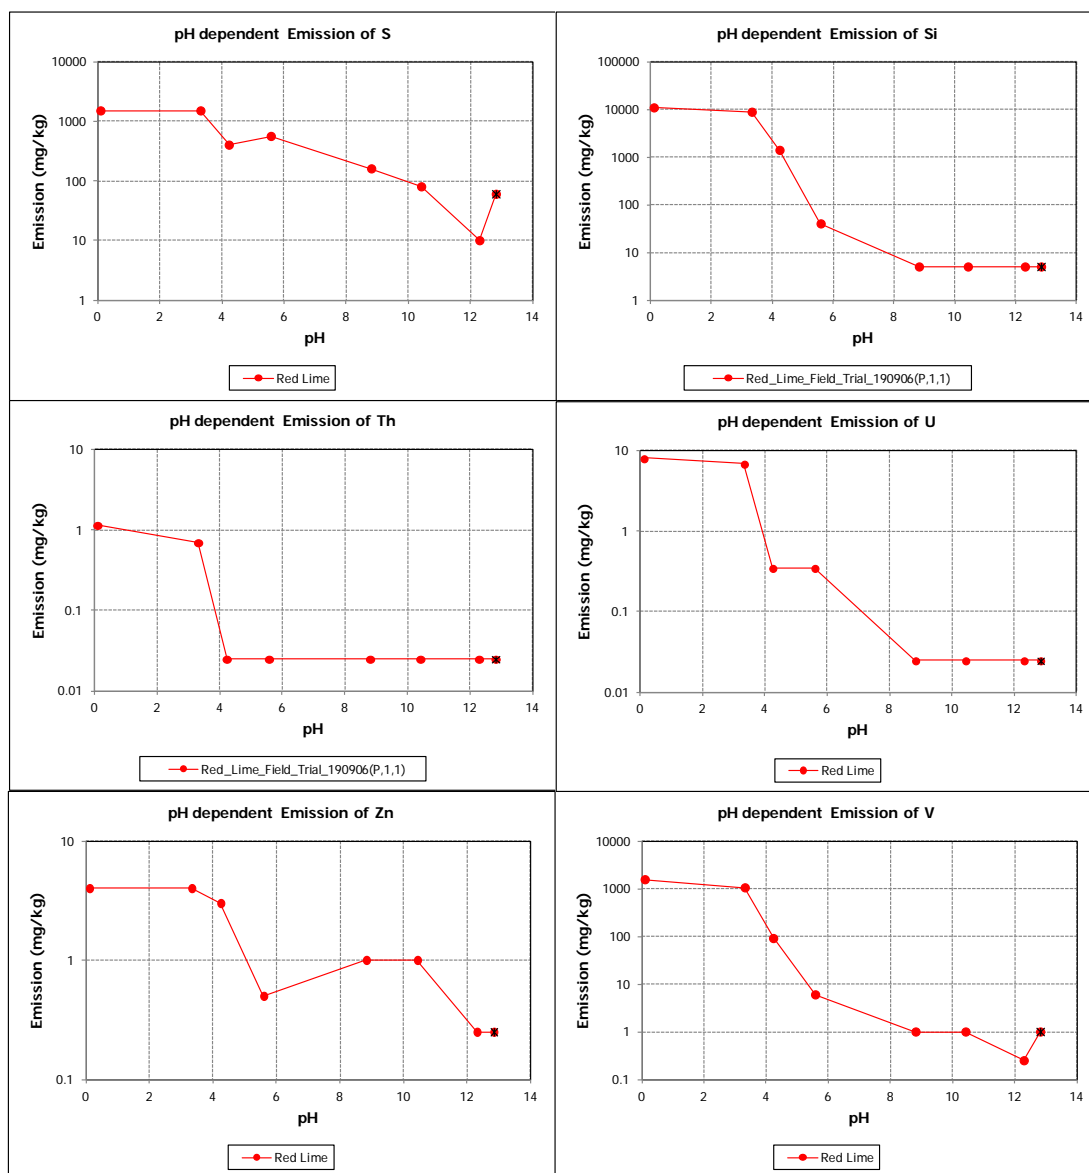 pH dependent Emission of S
Emission (mg/kg)
10000
1000
100
10
1
0 2 4 6 8 10 12 14
pH
Red Lime
pH dependent Emission of Si
Emission (mg/kg)
100000
10000
1000
100
10
1
0 2 4 6 8 10 12 14
pH
Red_Lime_Field_Trial_190906(P,1,1)
pH dependent Emission of Th
Emission (mg/kg)
10
1
0.1
0.01
0 2 4 6 8 10 12 14
pH
Red_Lime_Field_Trial_190906(P,1,1)
pH dependent Emission of U
Emission (mg/kg)
10
1
0.1
0.01
0 2 4 6 8 10 12 14
pH
Red Lime
pH dependent Emission of Zn
Emission (mg/kg)
10
1
0.1
0 2 4 6 8 10 12 14
pH
Red Lime
pH dependent Emission of V
Emission (mg/kg)
10000
1000
100
10
1
0.1
0 2 4 6 8 10 12 14
pH
Red Lime